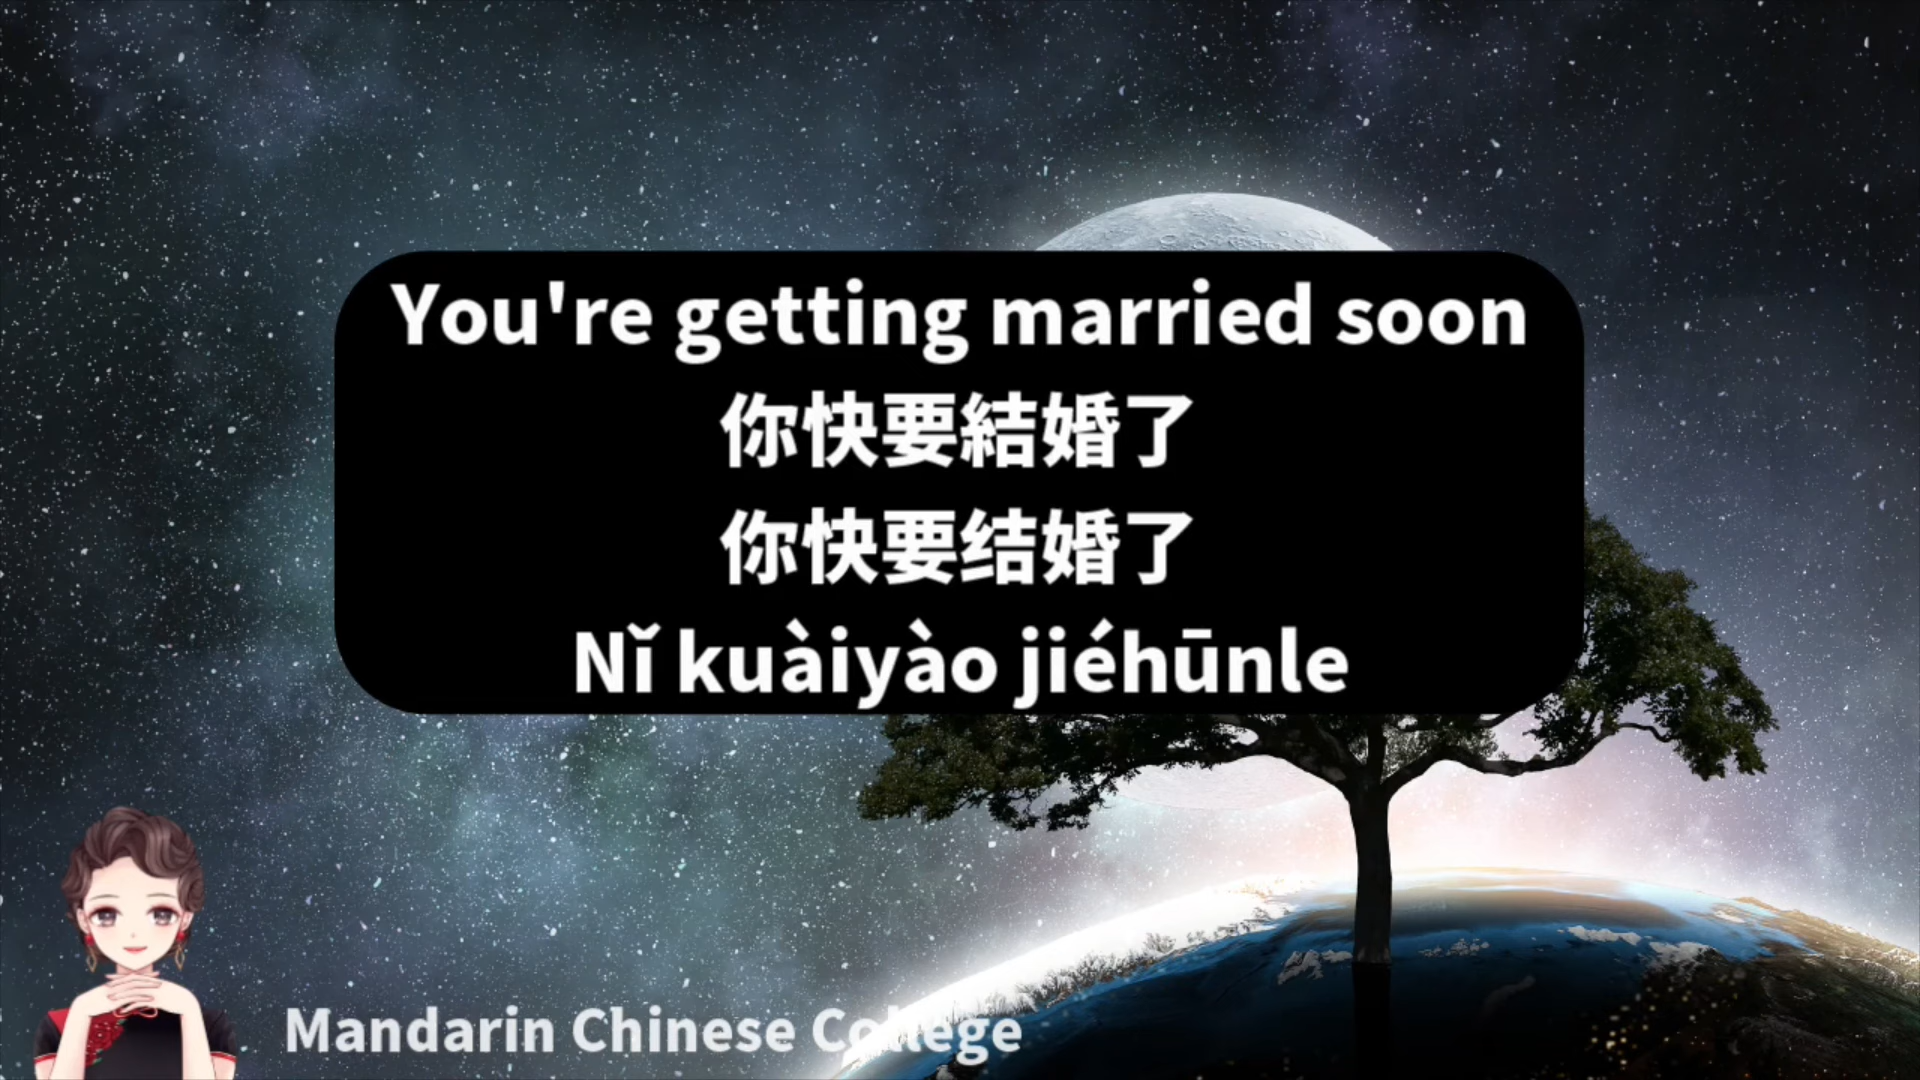 You're getting married soon
你快要結婚了
你快要结婚了
Nǐ kuàiyào jiéhūnle
Mandarin Chinese College